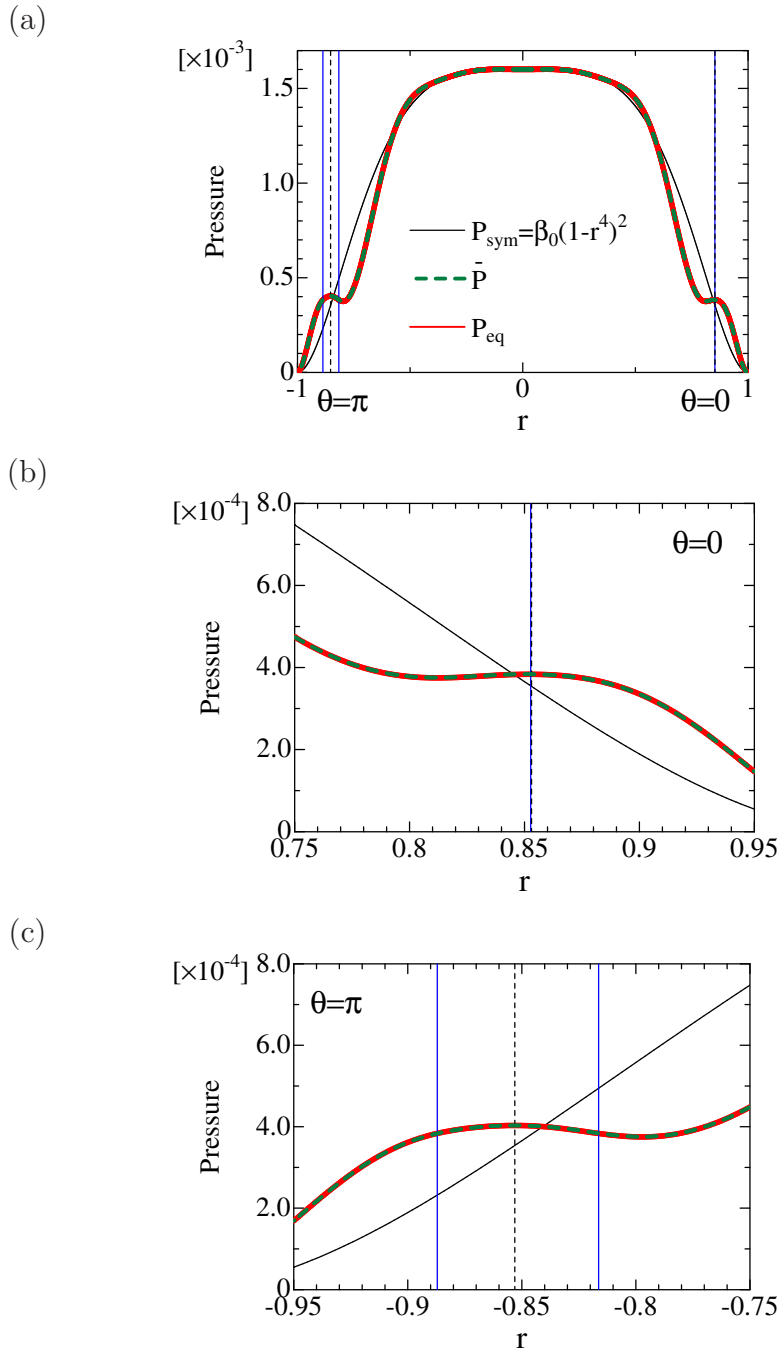 (a)
[×10⁻³]
1.5
1.0
0.5
0
Pressure
P_sym=β₀(1-r⁴)²
P̄
P_eq
-1
0
1
θ=π
θ=0
r
(b)
[×10⁻⁴]
8.0
6.0
4.0
2.0
0
Pressure
θ=0
0.75
0.8
0.85
0.9
0.95
r
(c)
[×10⁻⁴]
8.0
6.0
4.0
2.0
0
Pressure
θ=π
-0.95
-0.9
-0.85
-0.8
-0.75
r